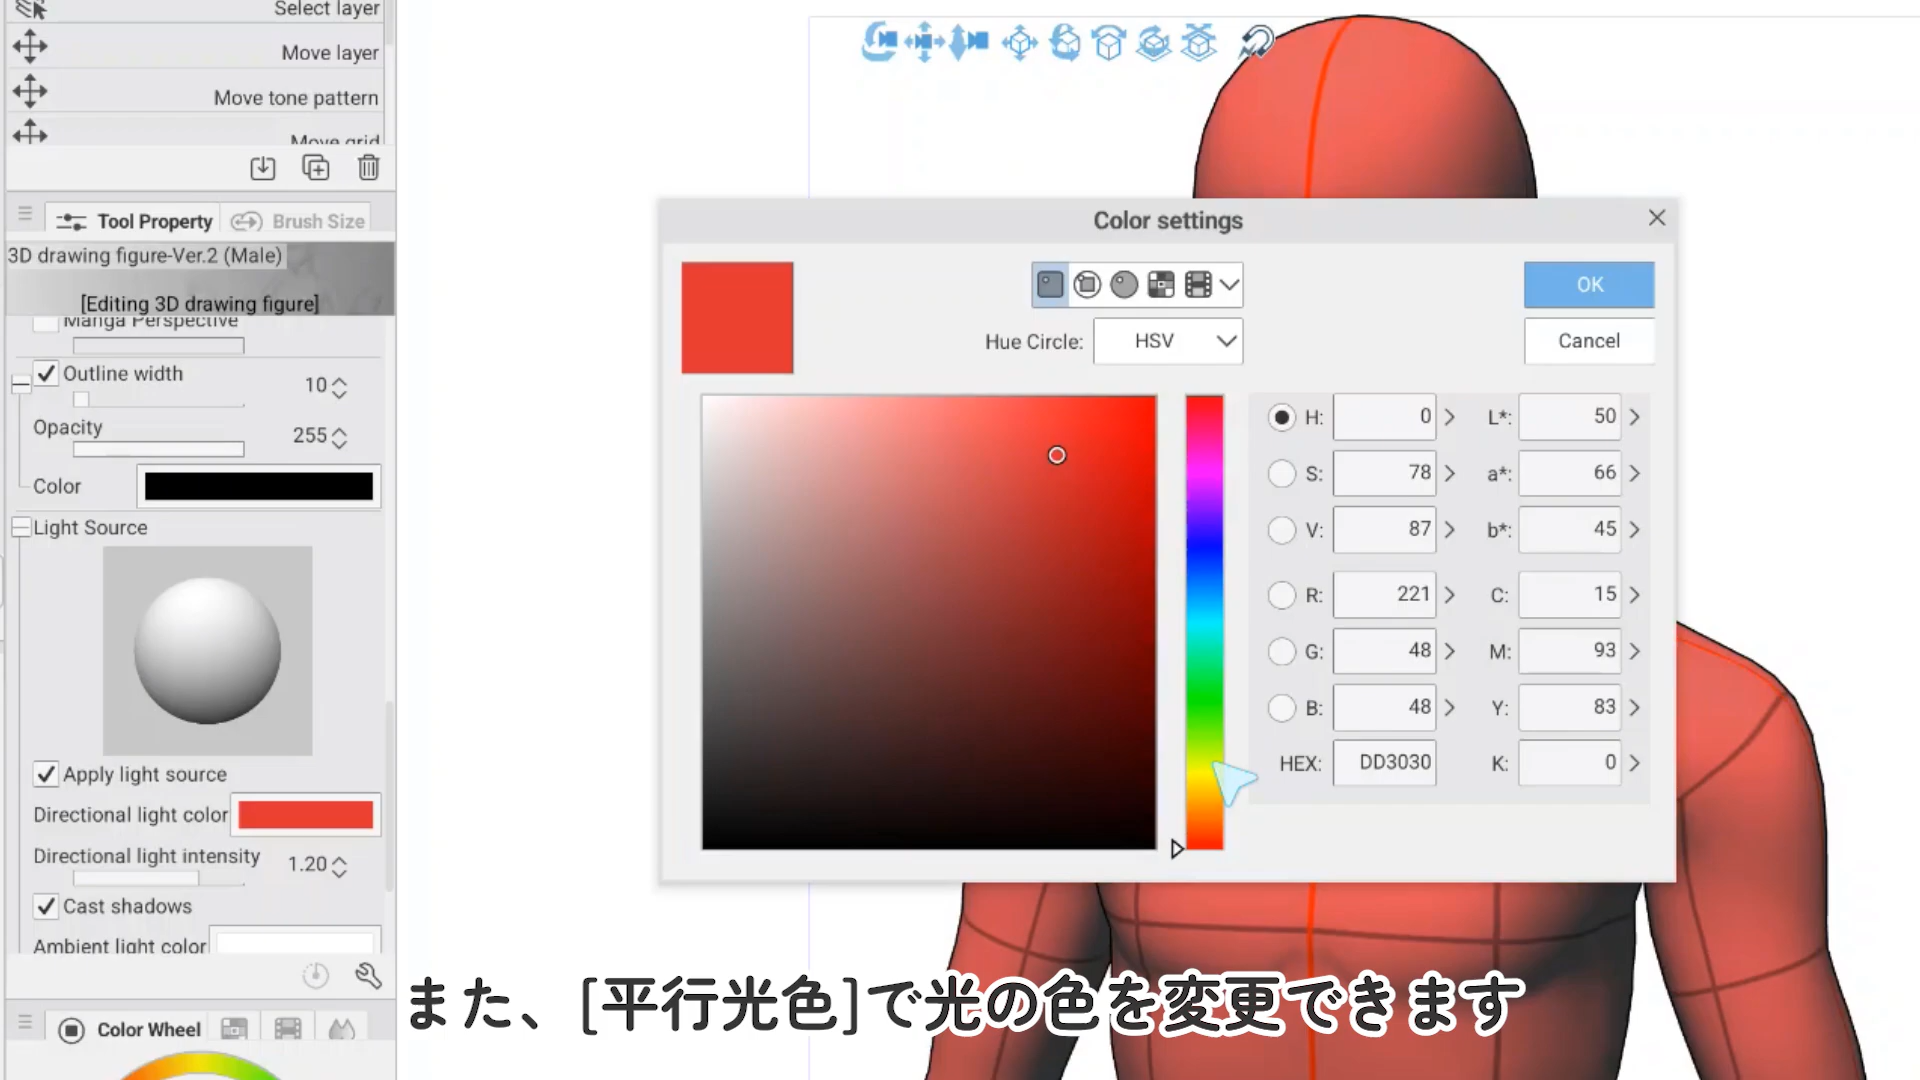 Select layer
Move layer
Move tone pattern
Move grid
Tool Property
Brush Size
3D drawing figure-Ver.2 (Male)
[Editing 3D drawing figure]
Manga Perspective
Outline width 10
Opacity 255
Color
Light Source
Apply light source
Directional light color
Directional light intensity 1.20
Cast shadows
Ambient light color
Color Wheel
Color settings
OK
Hue Circle: HSV
Cancel
H: 0 L*: 50
S: 78 a*: 66
V: 87 b*: 45
R: 221 C: 15
G: 48 M: 93
B: 48 Y: 83
HEX: DD3030 K: 0
また、[平行光色]で光の色を変更できます